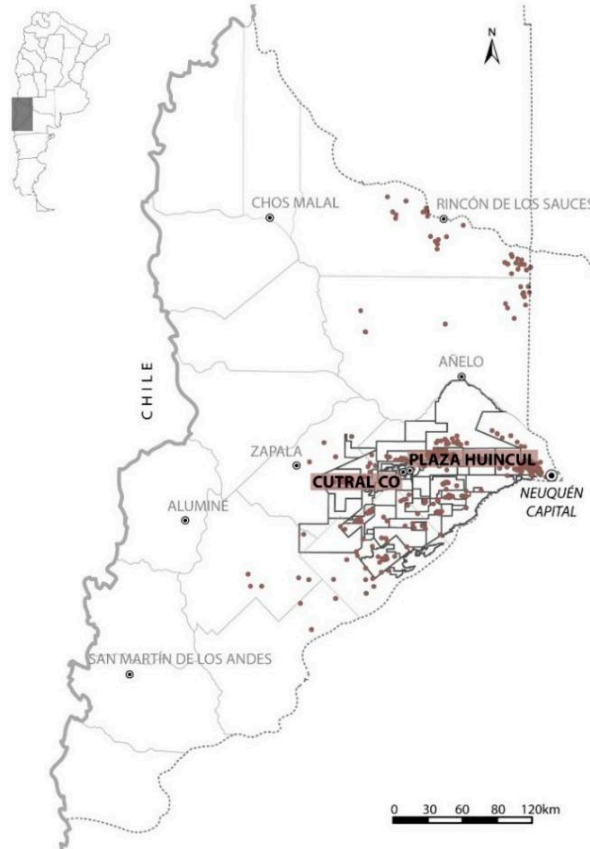 N
CHOS MALAL
RINCÓN DE LOS SAUCES
AÑELO
CHILE
ZAPALA
PLAZA HUINCUL
CUTRAL CO
NEUQUÉN
CAPITAL
ALUMINÉ
SAN MARTÍN DE LOS ANDES
0 30 60 80 120km